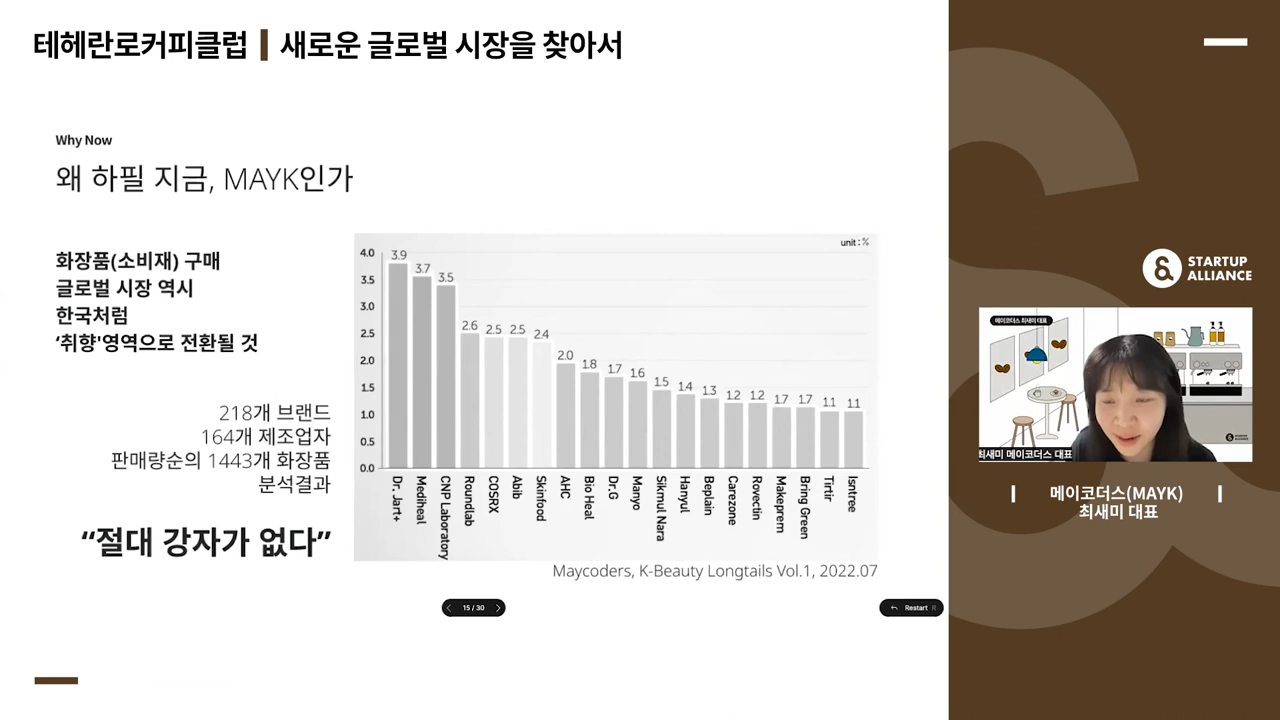 테헤란로커피클럽 | 새로운 글로벌 시장을 찾아서
Why Now
왜 하필 지금, MAYK인가
화장품(소비재) 구매
글로벌 시장 역시
한국처럼
‘취향'영역으로 전환될 것
218개 브랜드
164개 제조업자
판매량순의 1443개 화장품
분석결과
“절대 강자가 없다”
unit : %
4.0
3.5
3.0
2.5
2.0
1.5
1.0
0.5
0.0
3.9
3.7
3.5
2.6
2.5
2.5
2.4
2.0
1.8
1.7
1.6
1.5
1.4
1.3
1.2
1.2
1.7
1.7
1.1
1.1
Dr. Jart+
Mediheal
CNP Laboratory
Roundlab
COSRX
Abib
Skinfood
AHC
Bio Heal
Dr,G
Manyo
Sikmul Nara
Hanyul
Beplain
Carezone
Rovectin
Makeprem
Bring Green
Tirtir
Isntree
Maycoders, K-Beauty Longtails Vol.1, 2022.07
15 / 30
Restart
STARTUP
ALLIANCE
메이코더스 최새미 대표
최새미 메이코더스 대표
메이코더스(MAYK)
최새미 대표